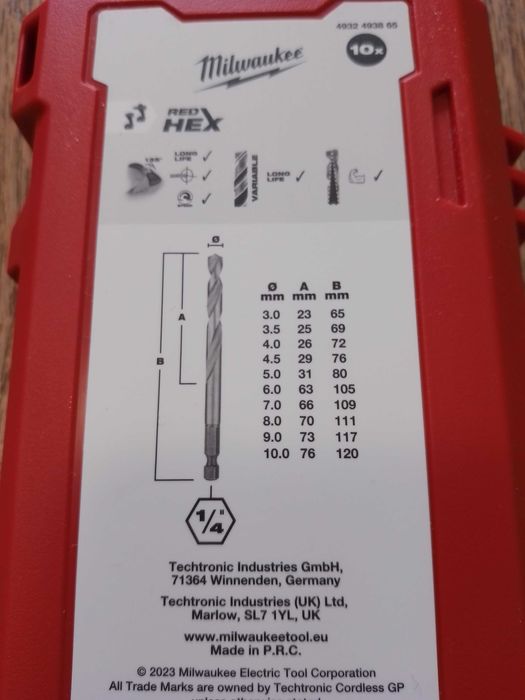 4932 4938 65
Milwaukee
10x
RED
HEX
135°
LONG
LIFE
VARIABLE
LONG
LIFE
Ø
A
B
Ø A B
mm mm mm
3.0 23 65
3.5 25 69
4.0 26 72
4.5 29 76
5.0 31 80
6.0 63 105
7.0 66 109
8.0 70 111
9.0 73 117
10.0 76 120
1/4"
Techtronic Industries GmbH,
71364 Winnenden, Germany
Techtronic Industries (UK) Ltd,
Marlow, SL7 1YL, UK
www.milwaukeetool.eu
Made in P.R.C.
© 2023 Milwaukee Electric Tool Corporation
All Trade Marks are owned by Techtronic Cordless GP
unless otherwise stated